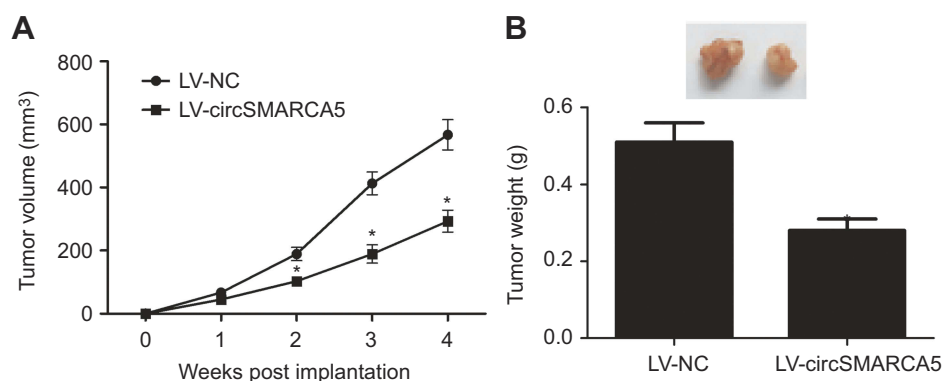 A
Tumor volume (mm³)
800
600
400
200
0
LV-NC
LV-circSMARCA5
*
*
*
0 1 2 3 4
Weeks post implantation
B
Tumor weight (g)
0.6
0.4
0.2
0.0
*
LV-NC LV-circSMARCA5